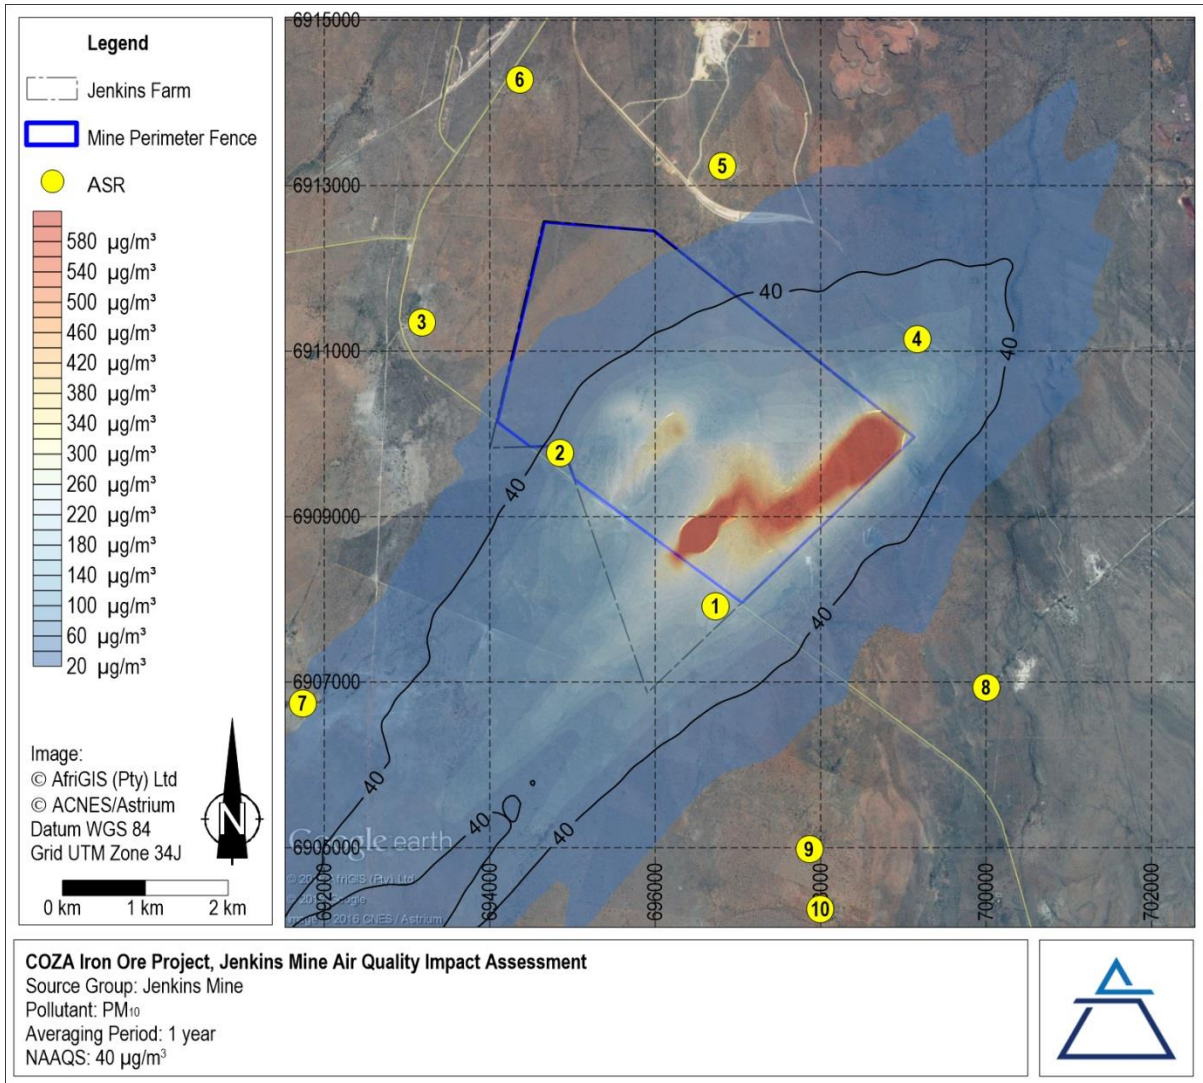 Legend
Jenkins Farm
Mine Perimeter Fence
ASR
580 µg/m³
540 µg/m³
500 µg/m³
460 µg/m³
420 µg/m³
380 µg/m³
340 µg/m³
300 µg/m³
260 µg/m³
220 µg/m³
180 µg/m³
140 µg/m³
100 µg/m³
60 µg/m³
20 µg/m³
Image:
© AfriGIS (Pty) Ltd
© ACNES/Astrium
Datum WGS 84
Grid UTM Zone 34J
N
0 km 1 km 2 km
6915000
6
5
6913000
40
3
4
6911000
40
2
40
6909000
1
40
6907000
7
8
40
40
40
6905000
9
10
Google earth
692000
694000
696000
700000
702000
COZA Iron Ore Project, Jenkins Mine Air Quality Impact Assessment
Source Group: Jenkins Mine
Pollutant: PM₁₀
Averaging Period: 1 year
NAAQS: 40 µg/m³